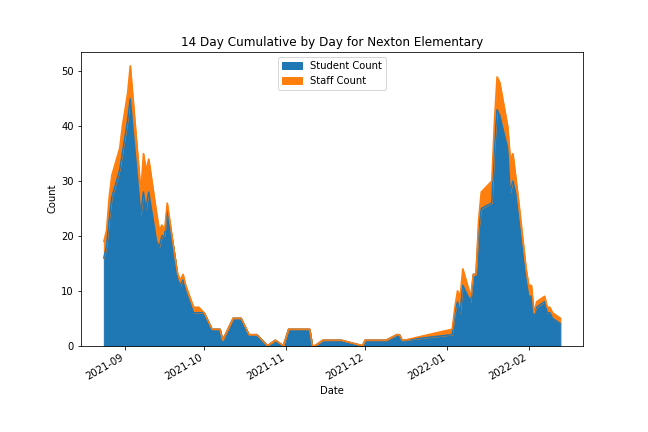 14 Day Cumulative by Day for Nexton Elementary
Student Count
Staff Count
50
40
30
20
10
0
Count
2021-09
2021-10
2021-11
2021-12
2022-01
2022-02
Date